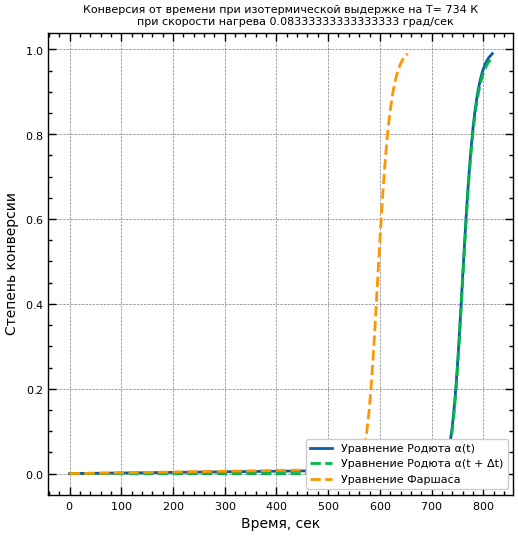 Конверсия от времени при изотермической выдержке на T= 734 К
при скорости нагрева 0.08333333333333333 град/сек
Степень конверсии
1.0
0.8
0.6
0.4
0.2
0.0
0 100 200 300 400 500 600 700 800
Время, сек
Уравнение Родюта α(t)
Уравнение Родюта α(t + Δt)
Уравнение Фаршаса